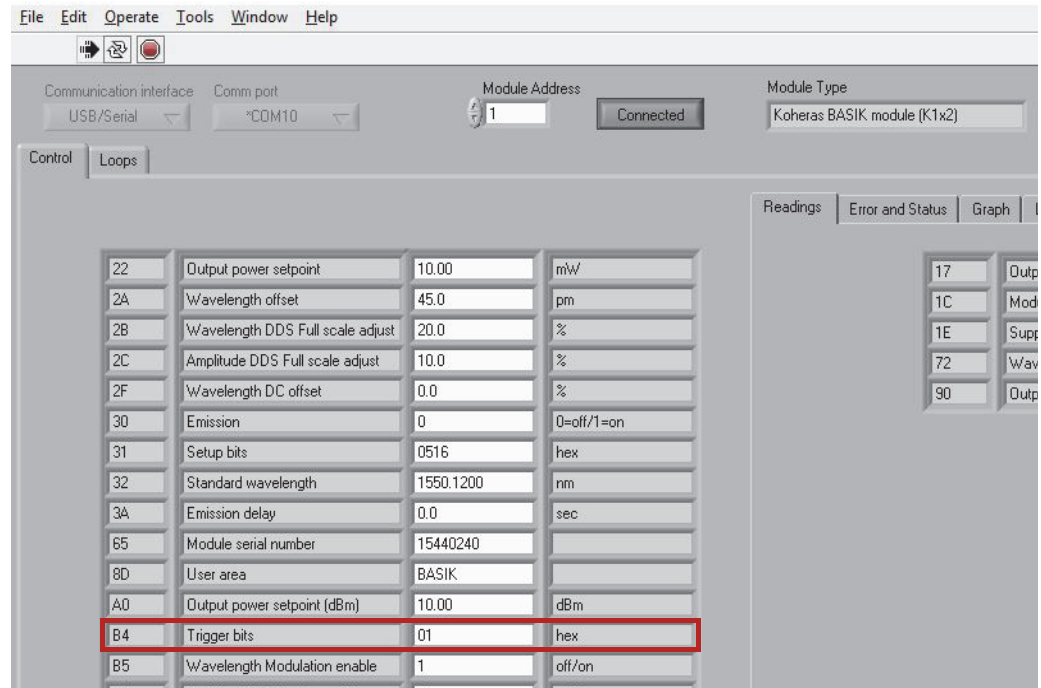 File Edit Operate Tools Window Help
Communication interface Comm port Module Address Module Type
USB/Serial *COM10 1 Connected Koheras BASIK module (K1x2)
Control Loops
Readings Error and Status Graph
22 Output power setpoint 10.00 mW 17
2A Wavelength offset 45.0 pm 1C
2B Wavelength DDS Full scale adjust 20.0 % 1E
2C Amplitude DDS Full scale adjust 10.0 % 72
2F Wavelength DC offset 0.0 % 90
30 Emission 0 0=off/1=on
31 Setup bits 0516 hex
32 Standard wavelength 1550.1200 nm
3A Emission delay 0.0 sec
65 Module serial number 15440240
8D User area BASIK
A0 Output power setpoint (dBm) 10.00 dBm
B4 Trigger bits 01 hex
B5 Wavelength Modulation enable 1 off/on